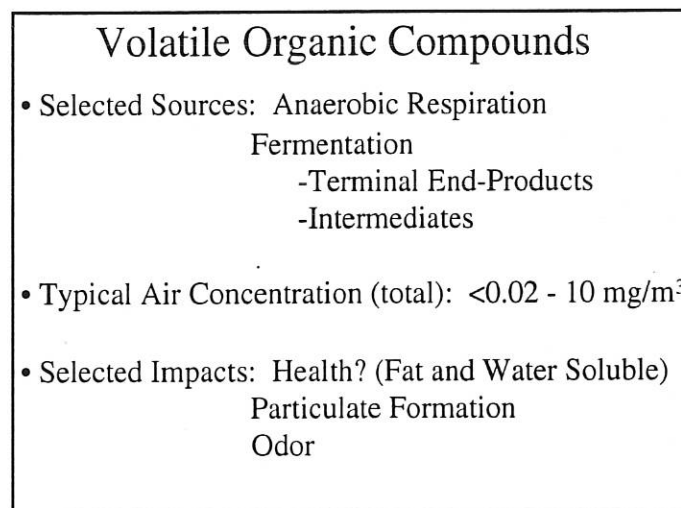 Volatile Organic Compounds
• Selected Sources: Anaerobic Respiration
Fermentation
-Terminal End-Products
-Intermediates
• Typical Air Concentration (total): <0.02 - 10 mg/m³
• Selected Impacts: Health? (Fat and Water Soluble)
Particulate Formation
Odor